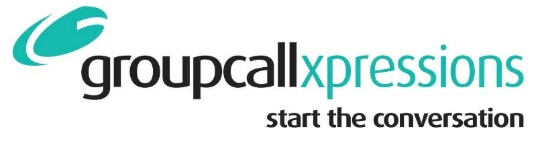 groupcallxpressions
start the conversation